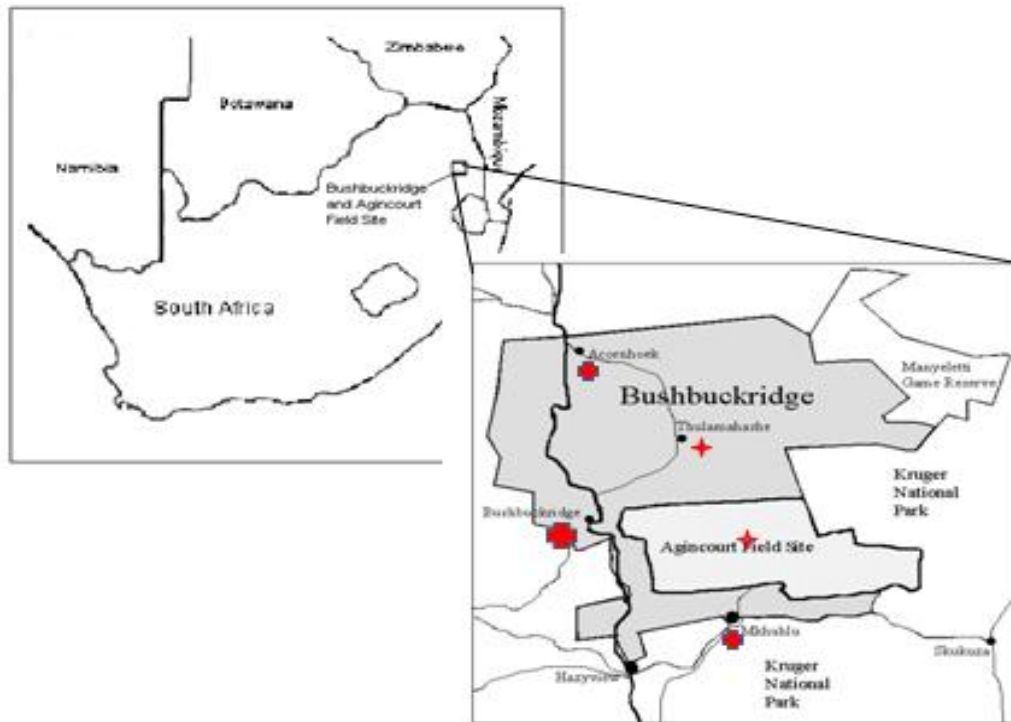 Zimbabwe
Botswana
Mozambique
Namibia
Bushbuckridge
and Agincourt
Field Site
South Africa
Acornhoek
Manyeletti
Game Reserve
Bushbuckridge
Thulamahashe
Kruger
National
Park
Bushbuckridge
Agincourt Field Site
Mkhuhlu
Skukuza
Hazyview
Kruger
National
Park